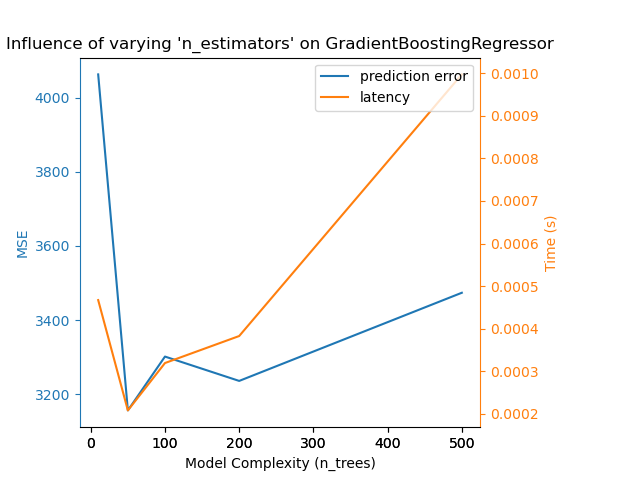 Influence of varying 'n_estimators' on GradientBoostingRegressor
prediction error
latency
4000
3800
3600
3400
3200
MSE
0.0010
0.0009
0.0008
0.0007
0.0006
0.0005
0.0004
0.0003
0.0002
Time (s)
0 100 200 300 400 500
Model Complexity (n_trees)